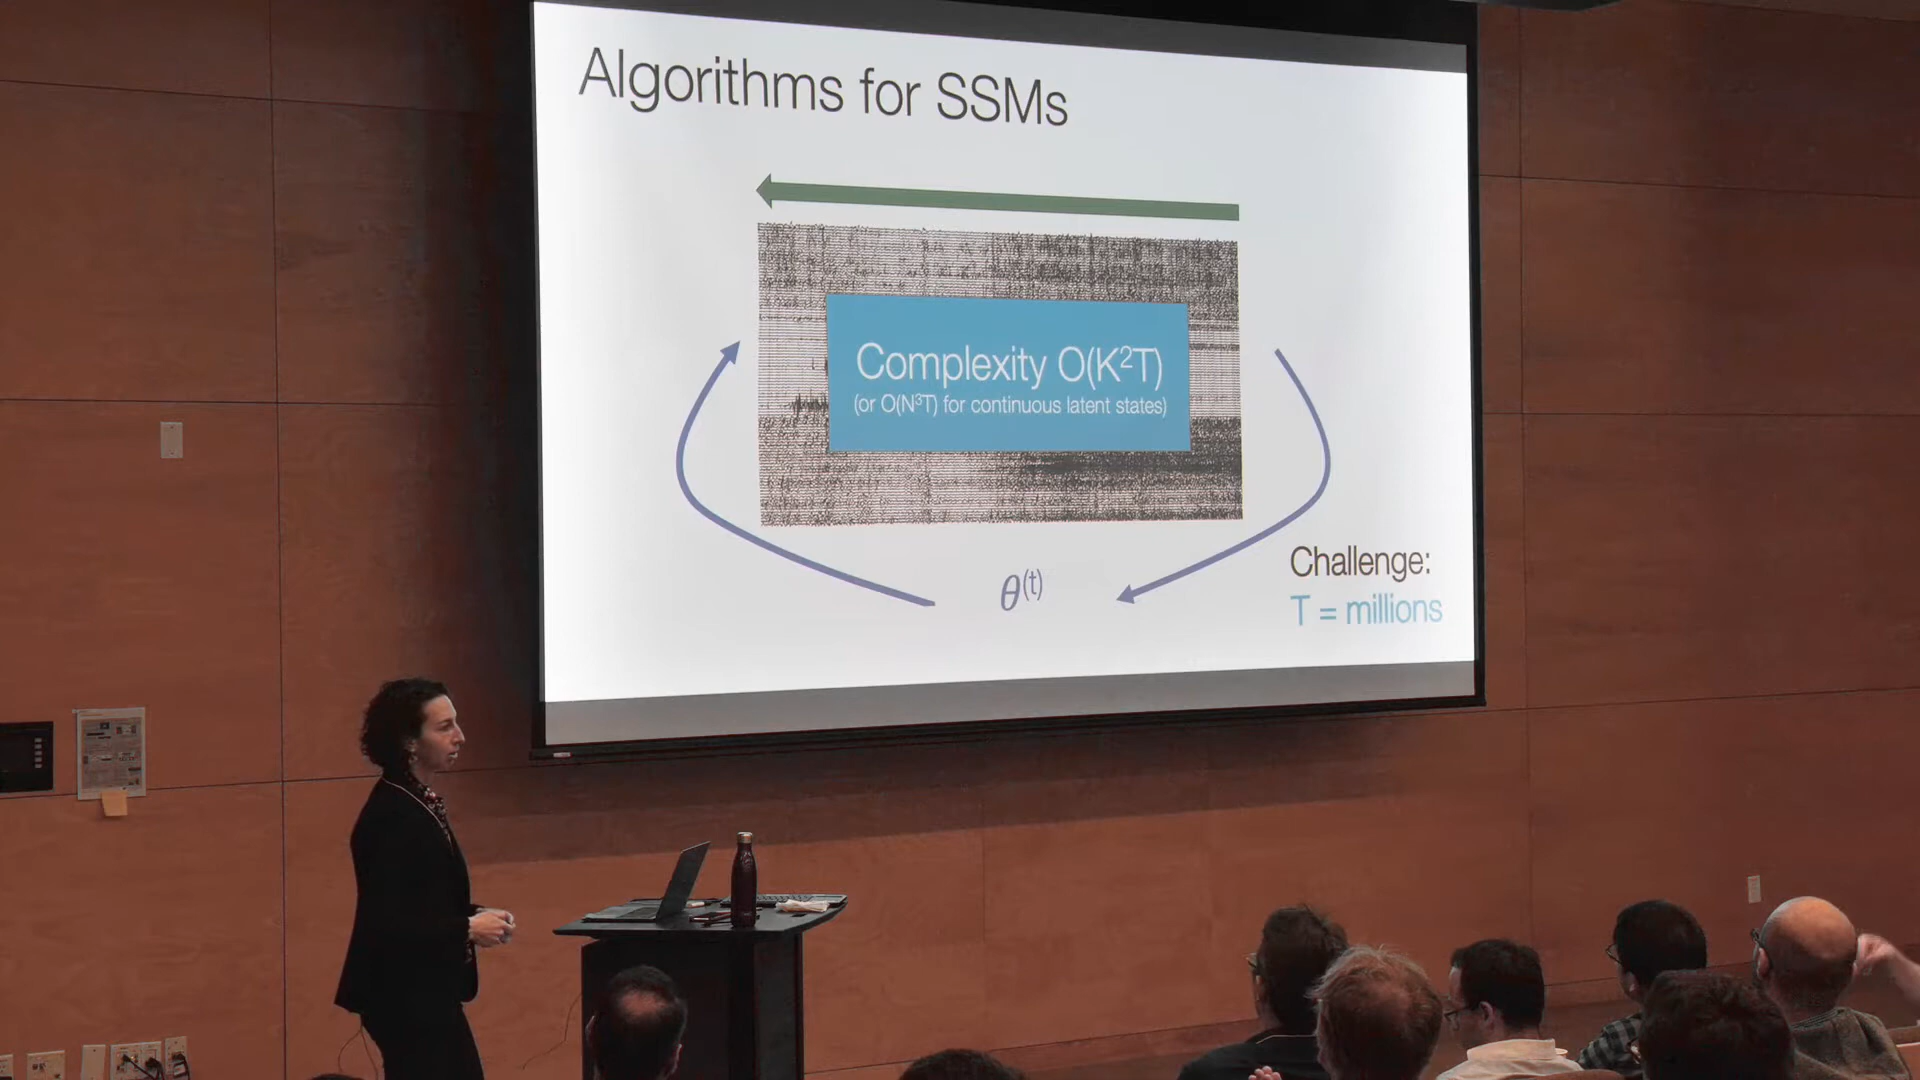 Algorithms for SSMs
Complexity O(K²T)
(or O(N³T) for continuous latent states)
θ⁽ᵗ⁾
Challenge:
T = millions